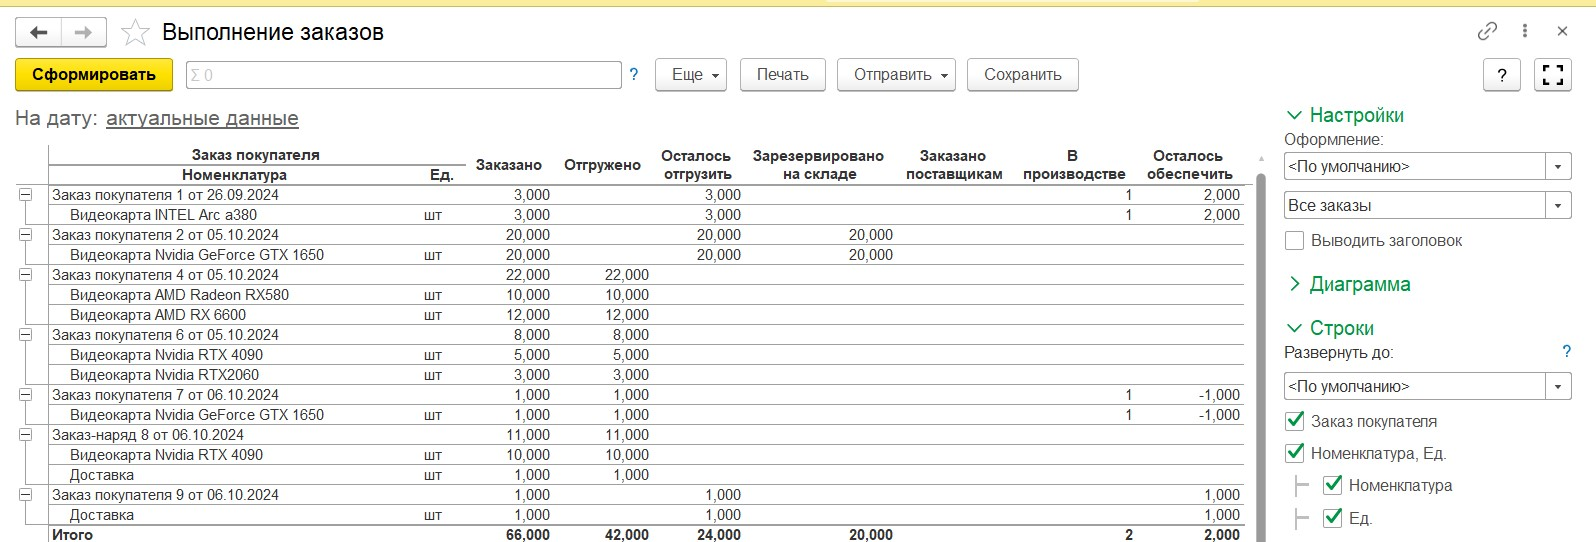 Выполнение заказов
Сформировать Σ 0 ? Еще Печать Отправить Сохранить ?
На дату: актуальные данные
Заказ покупателя Заказано Отгружено Осталось отгрузить Зарезервировано на складе Заказано поставщикам В производстве Осталось обеспечить
Номенклатура Ед.
Заказ покупателя 1 от 26.09.2024 3,000 3,000 1 2,000
Видеокарта INTEL Arc a380 шт 3,000 3,000 1 2,000
Заказ покупателя 2 от 05.10.2024 20,000 20,000 20,000
Видеокарта Nvidia GeForce GTX 1650 шт 20,000 20,000 20,000
Заказ покупателя 4 от 05.10.2024 22,000 22,000
Видеокарта AMD Radeon RX580 шт 10,000 10,000
Видеокарта AMD RX 6600 шт 12,000 12,000
Заказ покупателя 6 от 05.10.2024 8,000 8,000
Видеокарта Nvidia RTX 4090 шт 5,000 5,000
Видеокарта Nvidia RTX2060 шт 3,000 3,000
Заказ покупателя 7 от 06.10.2024 1,000 1,000 1 -1,000
Видеокарта Nvidia GeForce GTX 1650 шт 1,000 1,000 1 -1,000
Заказ-наряд 8 от 06.10.2024 11,000 11,000
Видеокарта Nvidia RTX 4090 шт 10,000 10,000
Доставка шт 1,000 1,000
Заказ покупателя 9 от 06.10.2024 1,000 1,000 1,000
Доставка шт 1,000 1,000 1,000
Итого 66,000 42,000 24,000 20,000 2 2,000
Настройки
Оформление:
<По умолчанию>
Все заказы
Выводить заголовок
Диаграмма
Строки
Развернуть до: ?
<По умолчанию>
Заказ покупателя
Номенклатура, Ед.
Номенклатура
Ед.